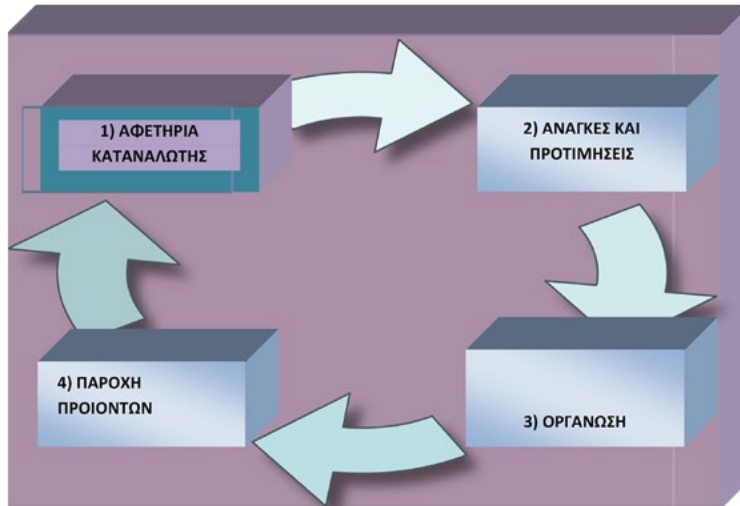 1) ΑΦΕΤΗΡΙΑ
ΚΑΤΑΝΑΛΩΤΗΣ
2) ΑΝΑΓΚΕΣ ΚΑΙ
ΠΡΟΤΙΜΗΣΕΙΣ
3) ΟΡΓΑΝΩΣΗ
4) ΠΑΡΟΧΗ
ΠΡΟΙΟΝΤΩΝ